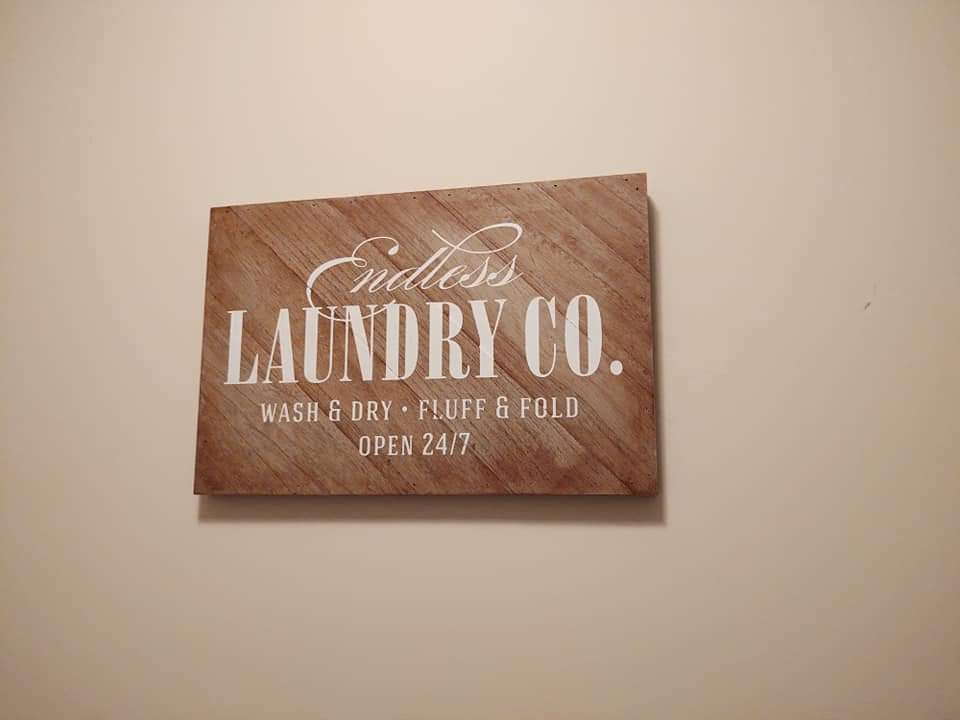 Endless
LAUNDRY CO.
WASH & DRY • FLUFF & FOLD
OPEN 24/7